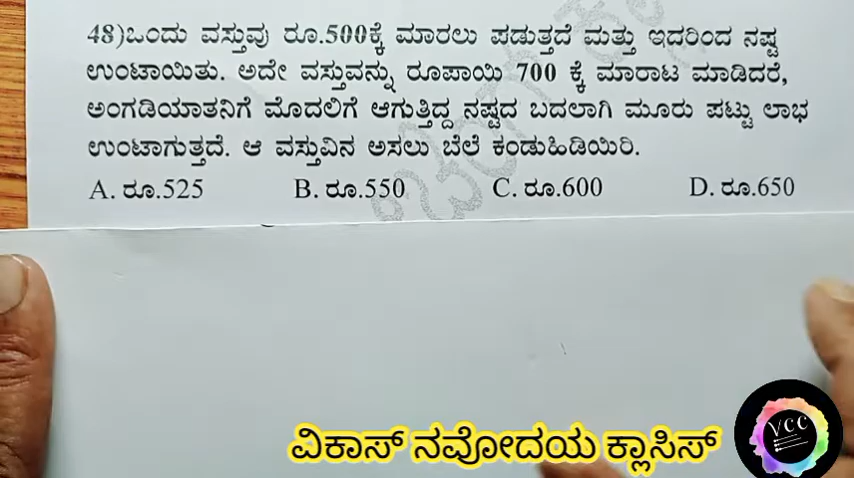 48)ಒಂದು ವಸ್ತುವು ರೂ.500ಕ್ಕೆ ಮಾರಲು ಪಡುತ್ತದೆ ಮತ್ತು ಇದರಿಂದ ನಷ್ಟ
ಉಂಟಾಯಿತು. ಅದೇ ವಸ್ತುವನ್ನು ರೂಪಾಯಿ 700 ಕ್ಕೆ ಮಾರಾಟ ಮಾಡಿದರೆ,
ಅಂಗಡಿಯಾತನಿಗೆ ಮೊದಲಿಗೆ ಆಗುತ್ತಿದ್ದ ನಷ್ಟದ ಬದಲಾಗಿ ಮೂರು ಪಟ್ಟು ಲಾಭ
ಉಂಟಾಗುತ್ತದೆ. ಆ ವಸ್ತುವಿನ ಅಸಲು ಬೆಲೆ ಕಂಡುಹಿಡಿಯಿರಿ.
A. ರೂ.525 B. ರೂ.550 C. ರೂ.600 D. ರೂ.650
ವಿಕಾಸ್ ನವೋದಯ ಕ್ಲಾಸಿಸ್
VCC